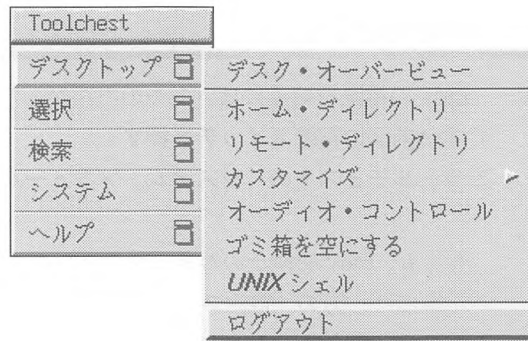 Toolchest
デスクトップ
選択
検索
システム
ヘルプ
デスク・オーバービュー
ホーム・ディレクトリ
リモート・ディレクトリ
カスタマイズ
オーディオ・コントロール
ゴミ箱を空にする
UNIX シェル
ログアウト